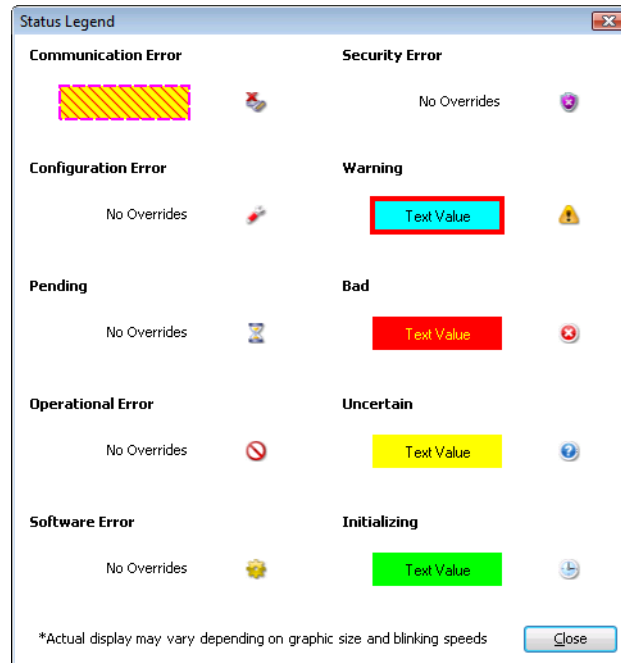 Status Legend
Communication Error
Security Error
No Overrides
Configuration Error
Warning
No Overrides
Text Value
Pending
Bad
No Overrides
Text Value
Operational Error
Uncertain
No Overrides
Text Value
Software Error
Initializing
No Overrides
Text Value
*Actual display may vary depending on graphic size and blinking speeds
Close